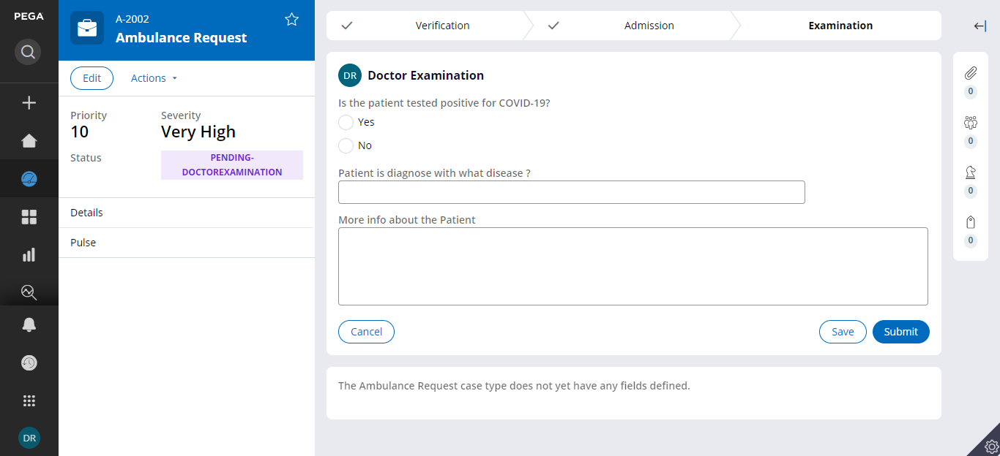 PEGA
A-2002
Ambulance Request
Edit
Actions
Priority
10
Severity
Very High
Status
PENDING-
DOCTOREXAMINATION
Details
Pulse
DR
Verification
Admission
Examination
DR
Doctor Examination
Is the patient tested positive for COVID-19?
Yes
No
Patient is diagnose with what disease ?
More info about the Patient
Cancel
Save
Submit
The Ambulance Request case type does not yet have any fields defined.
0
0
0
0